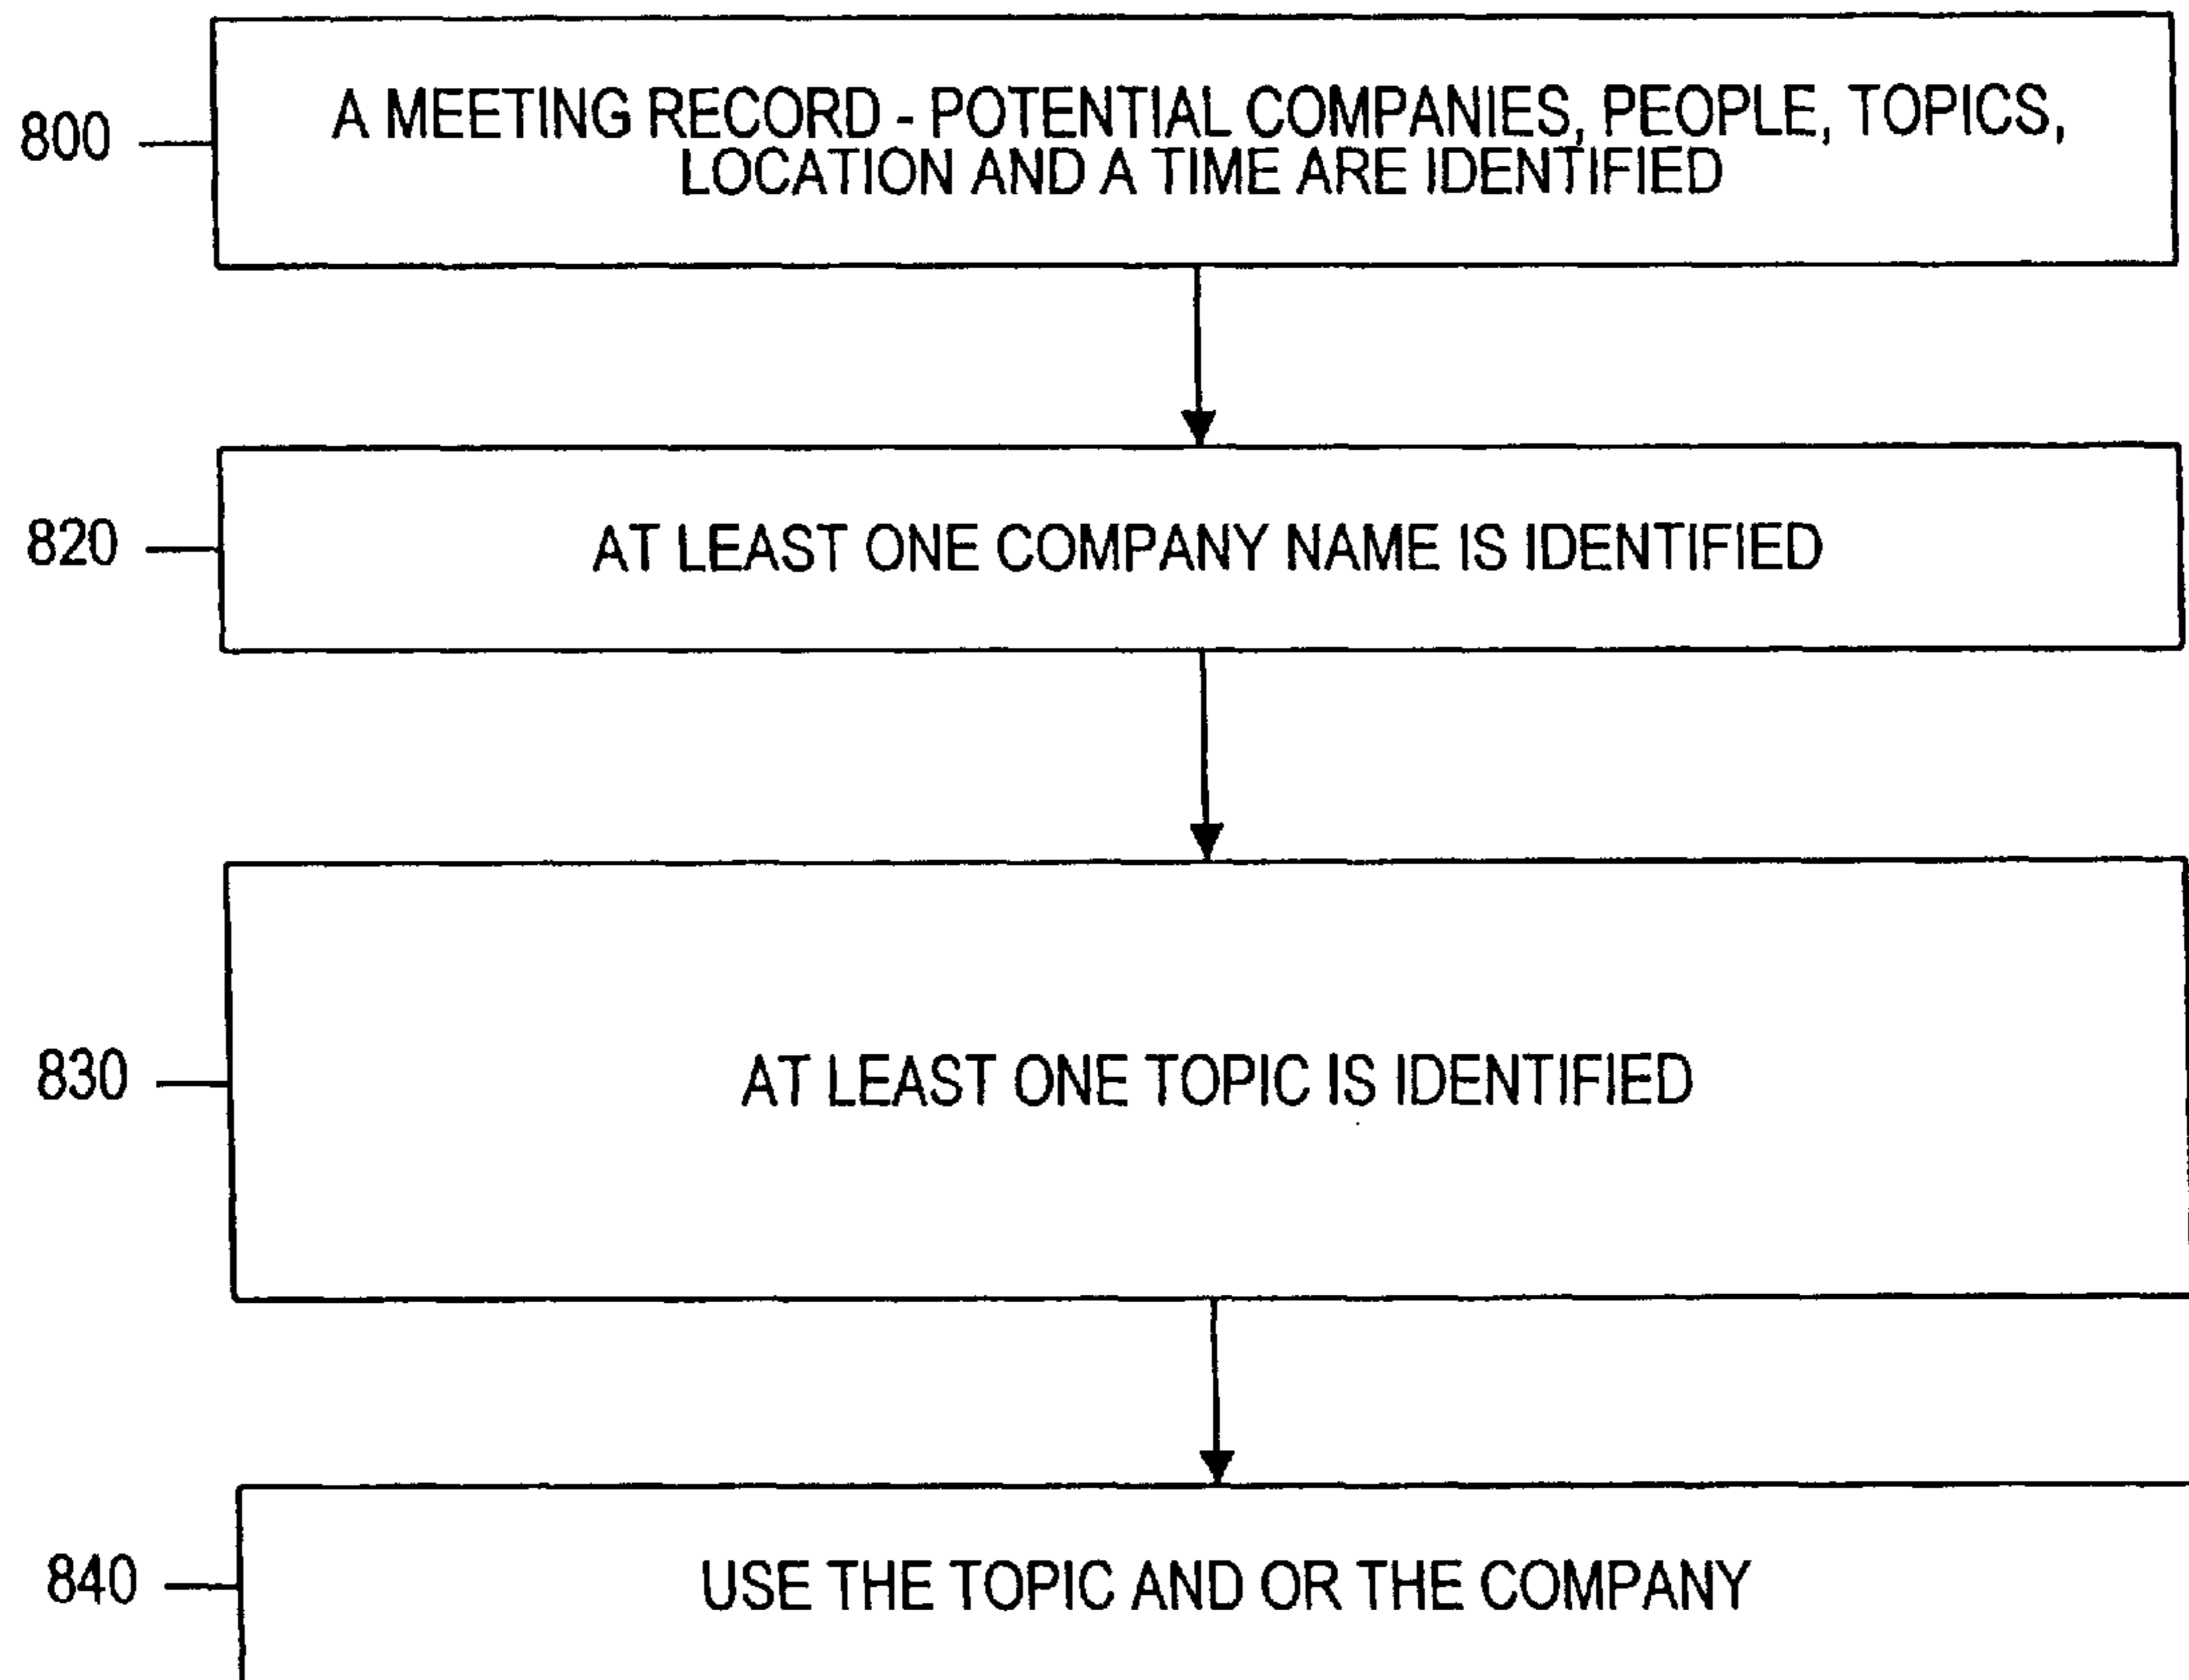 800
A MEETING RECORD - POTENTIAL COMPANIES, PEOPLE, TOPICS,
LOCATION AND A TIME ARE IDENTIFIED
820
AT LEAST ONE COMPANY NAME IS IDENTIFIED
830
AT LEAST ONE TOPIC IS IDENTIFIED
840
USE THE TOPIC AND OR THE COMPANY